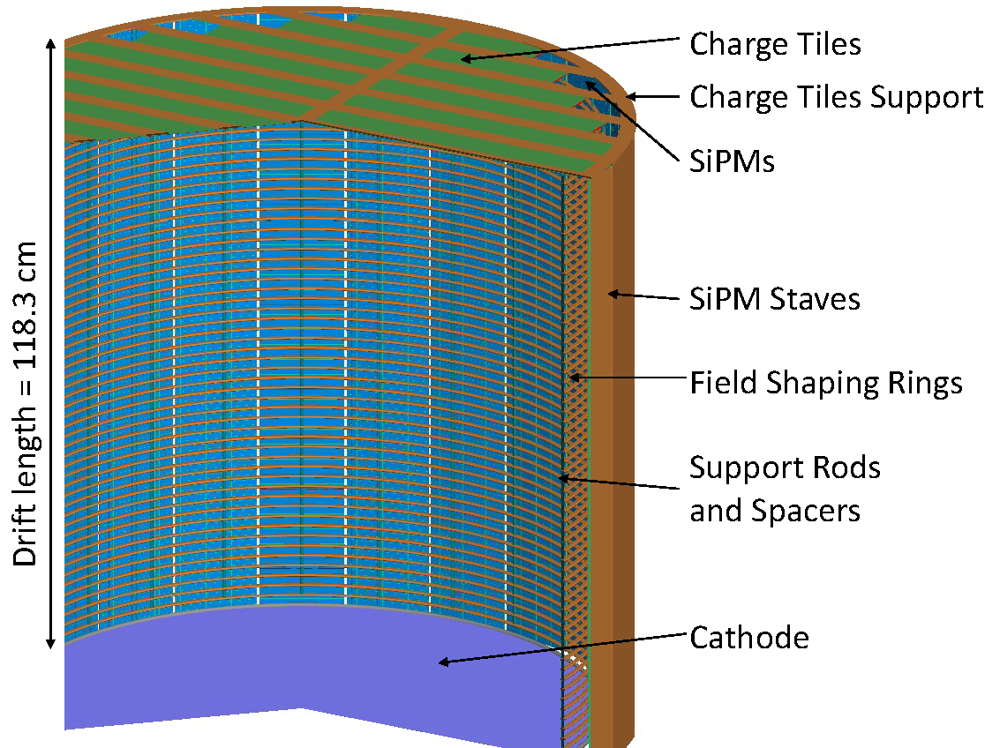 Charge Tiles
Charge Tiles Support
SiPMs
Drift length = 118.3 cm
SiPM Staves
Field Shaping Rings
Support Rods
and Spacers
Cathode